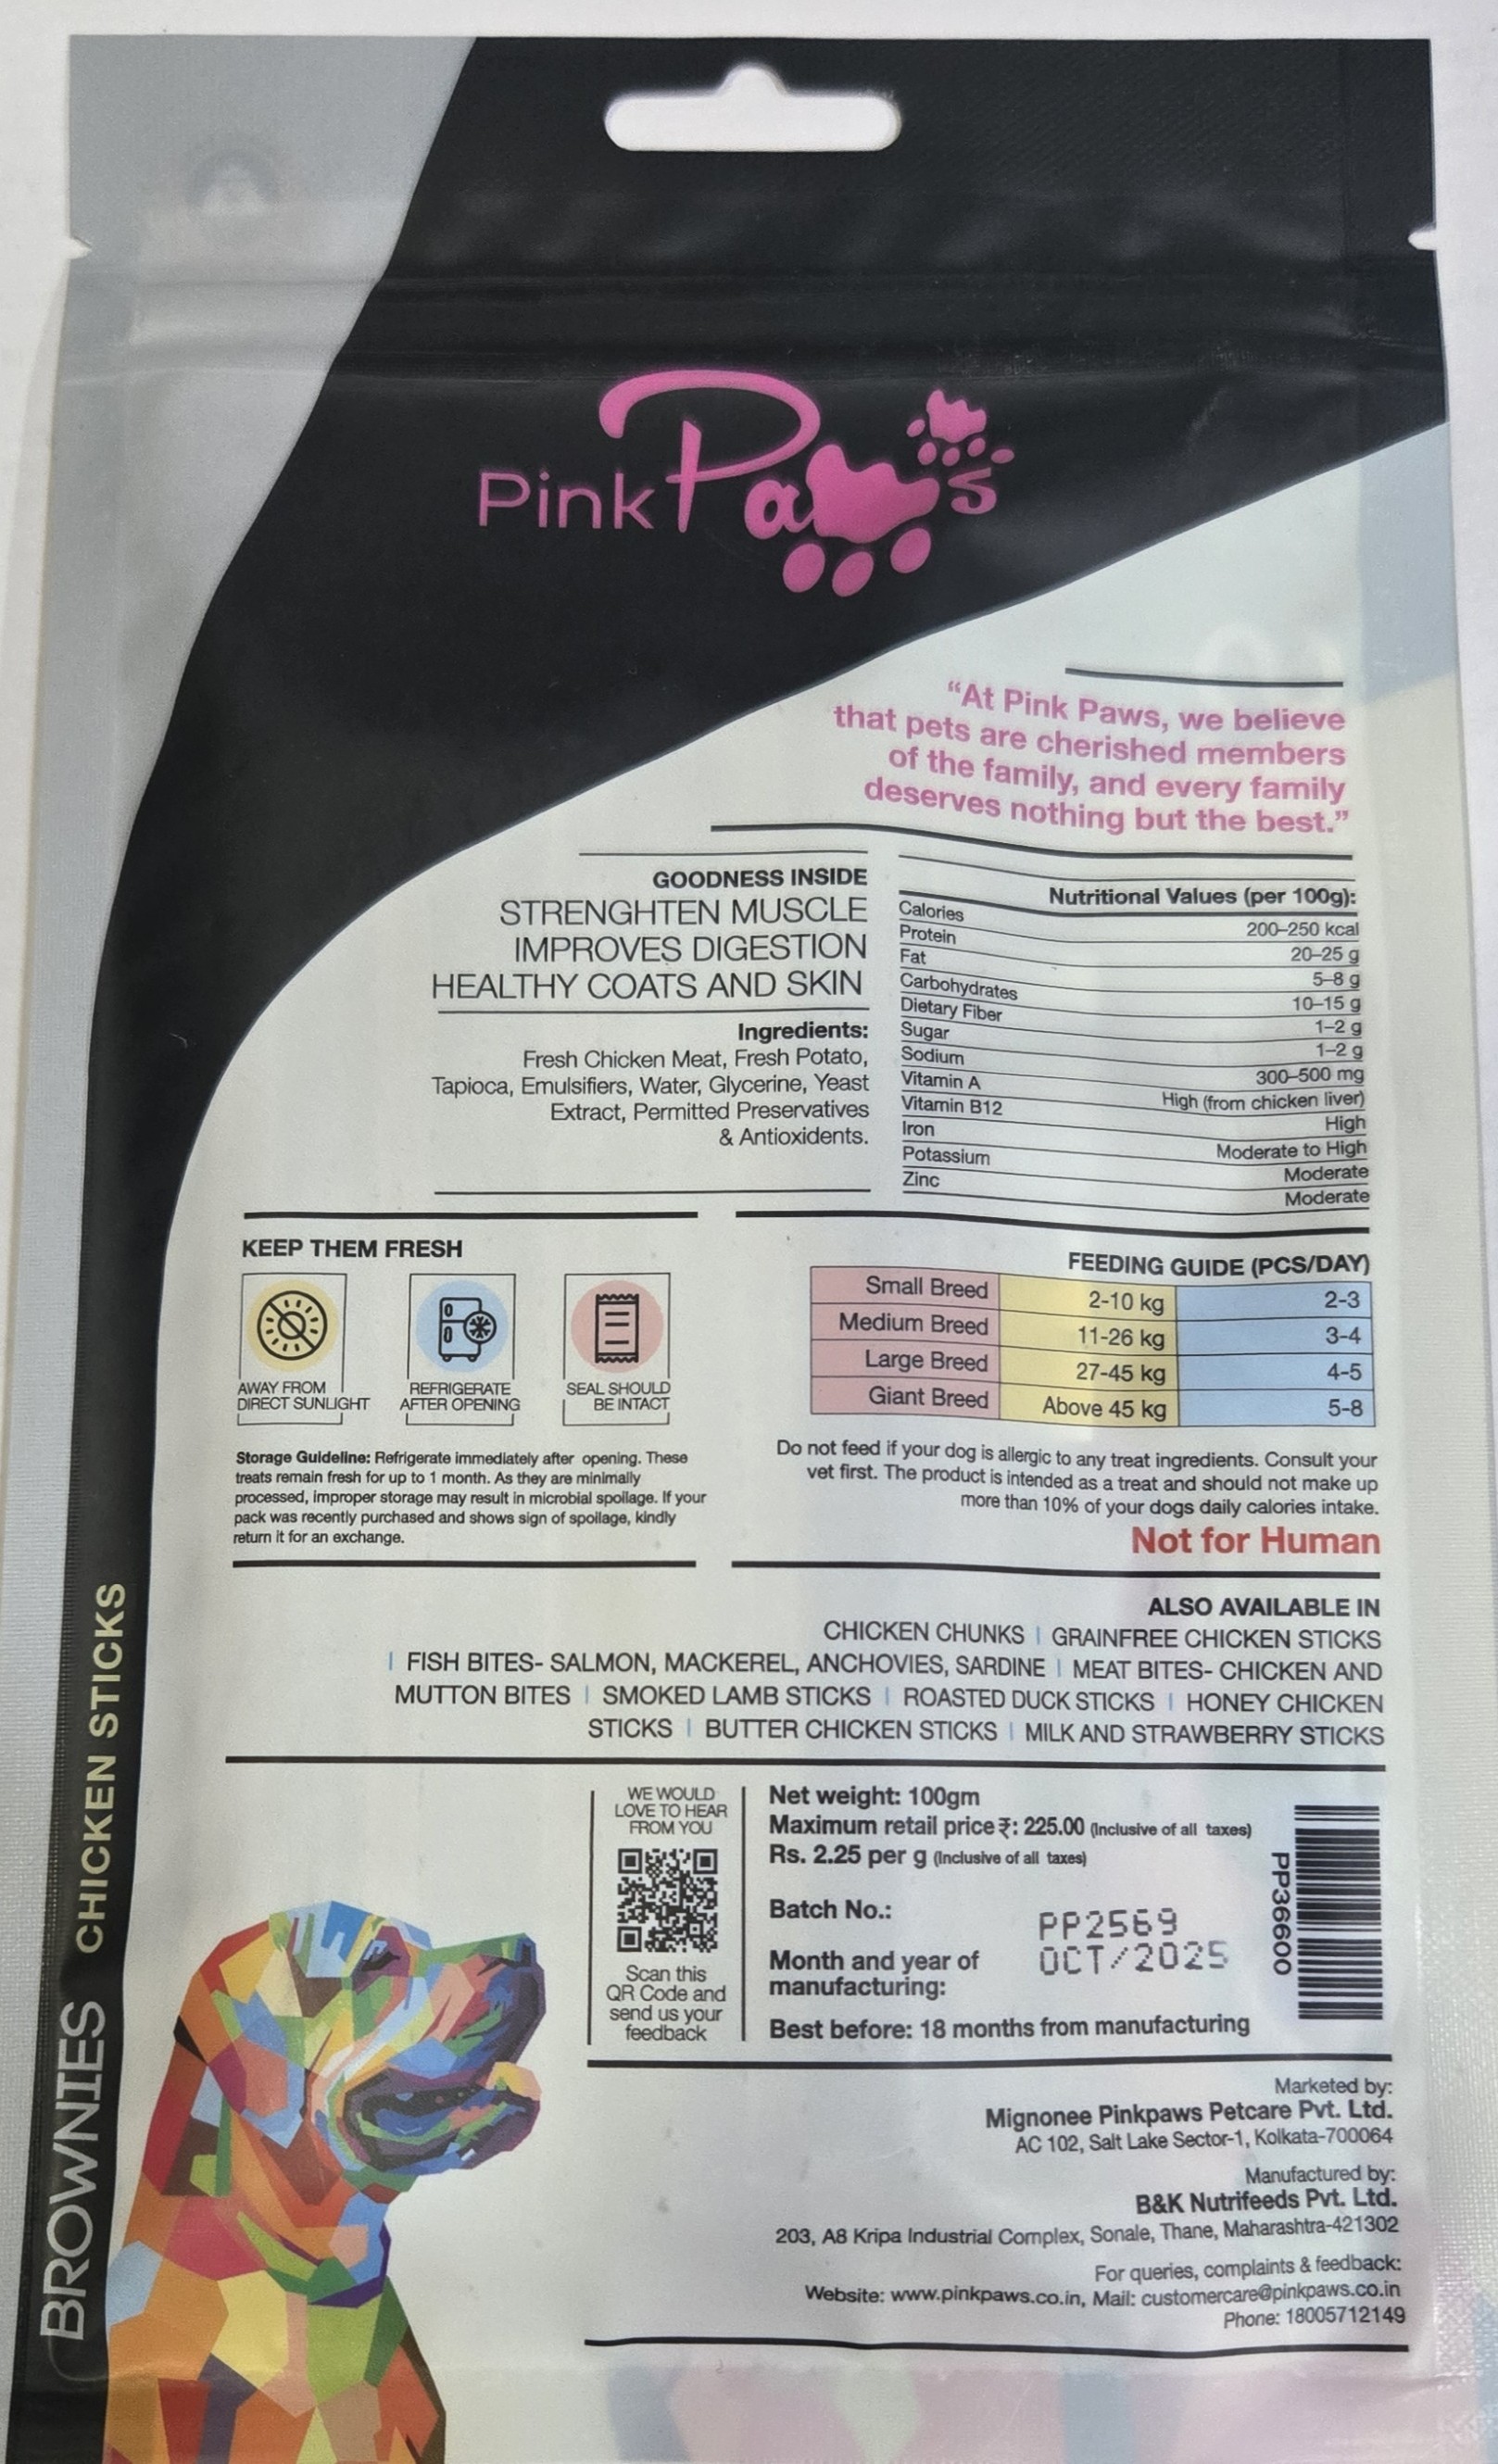 Pink Paws
“At Pink Paws, we believe
that pets are cherished members
of the family, and every family
deserves nothing but the best.”
GOODNESS INSIDE
STRENGHTEN MUSCLE
IMPROVES DIGESTION
HEALTHY COATS AND SKIN
Ingredients:
Fresh Chicken Meat, Fresh Potato,
Tapioca, Emulsifiers, Water, Glycerine, Yeast
Extract, Permitted Preservatives
& Antioxidents.
Nutritional Values (per 100g):
Calories 200–250 kcal
Protein 20–25 g
Fat 5–8 g
Carbohydrates 10–15 g
Dietary Fiber 1–2 g
Sugar 1–2 g
Sodium 300–500 mg
Vitamin A High (from chicken liver)
Vitamin B12 High
Iron Moderate to High
Potassium Moderate
Zinc Moderate
KEEP THEM FRESH
AWAY FROM
DIRECT SUNLIGHT
REFRIGERATE
AFTER OPENING
SEAL SHOULD
BE INTACT
Storage Guideline: Refrigerate immediately after opening. These
treats remain fresh for up to 1 month. As they are minimally
processed, improper storage may result in microbial spoilage. If your
pack was recently purchased and shows sign of spoilage, kindly
return it for an exchange.
FEEDING GUIDE (PCS/DAY)
Small Breed 2-10 kg 2-3
Medium Breed 11-26 kg 3-4
Large Breed 27-45 kg 4-5
Giant Breed Above 45 kg 5-8
Do not feed if your dog is allergic to any treat ingredients. Consult your
vet first. The product is intended as a treat and should not make up
more than 10% of your dogs daily calories intake.
Not for Human
ALSO AVAILABLE IN
CHICKEN CHUNKS | GRAINFREE CHICKEN STICKS
| FISH BITES- SALMON, MACKEREL, ANCHOVIES, SARDINE | MEAT BITES- CHICKEN AND
MUTTON BITES | SMOKED LAMB STICKS | ROASTED DUCK STICKS | HONEY CHICKEN
STICKS | BUTTER CHICKEN STICKS | MILK AND STRAWBERRY STICKS
BROWNIES CHICKEN STICKS
WE WOULD
LOVE TO HEAR
FROM YOU
Scan this
QR Code and
send us your
feedback
Net weight: 100gm
Maximum retail price ₹: 225.00 (Inclusive of all taxes)
Rs. 2.25 per g (Inclusive of all taxes)
Batch No.: PP2569
Month and year of OCT/2025
manufacturing:
Best before: 18 months from manufacturing
PP36600
Marketed by:
Mignonee Pinkpaws Petcare Pvt. Ltd.
AC 102, Salt Lake Sector-1, Kolkata-700064
Manufactured by:
B&K Nutrifeeds Pvt. Ltd.
203, A8 Kripa Industrial Complex, Sonale, Thane, Maharashtra-421302
For queries, complaints & feedback:
Website: www.pinkpaws.co.in, Mail: customercare@pinkpaws.co.in
Phone: 18005712149